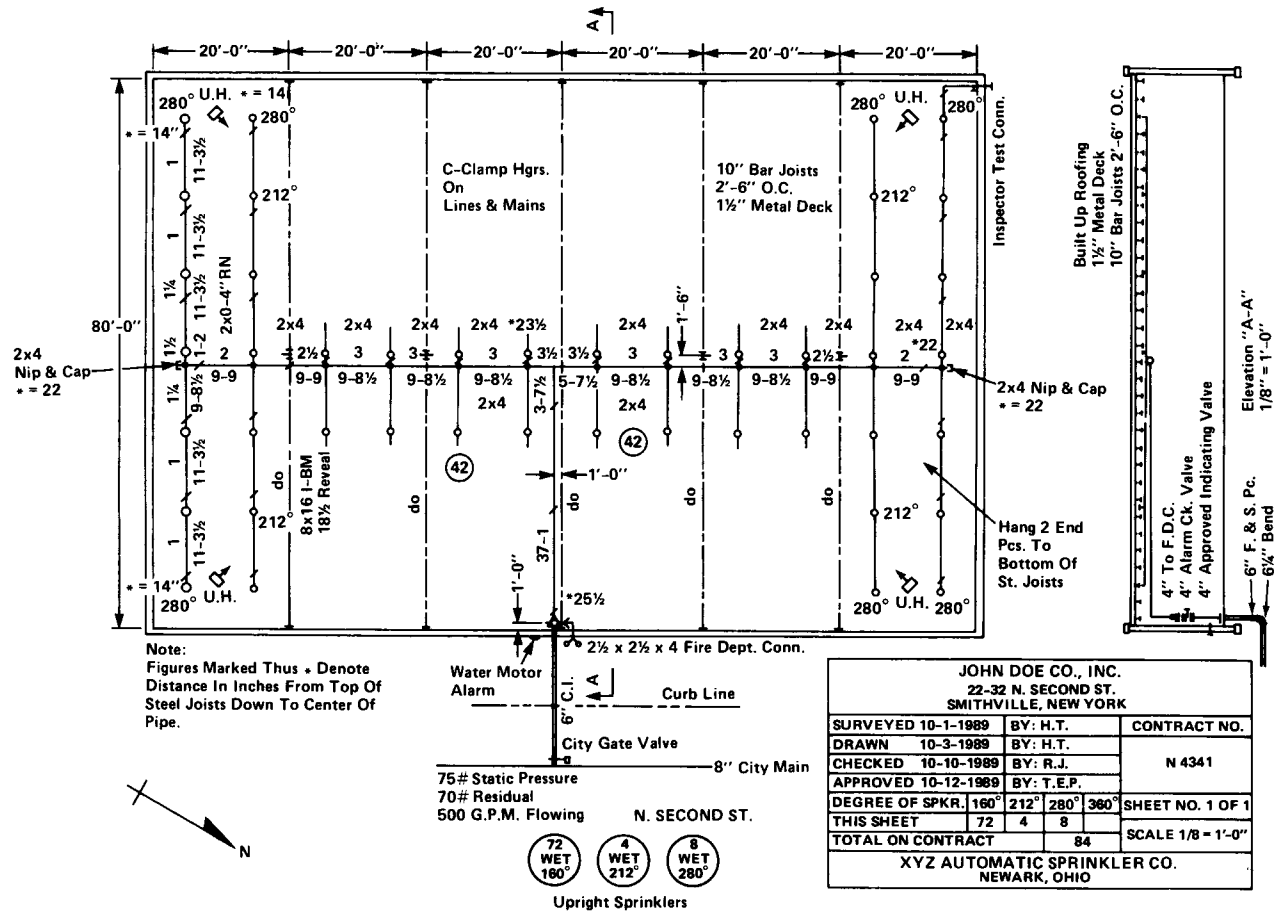 A
20'-0" 20'-0" 20'-0" 20'-0" 20'-0" 20'-0"
280° U.H. * = 14
280°
* = 14"
1 11-3½
212°
1 11-3½
1¼ 11-3½
2x0-4" RN
C-Clamp Hgrs.
On
Lines & Mains
10" Bar Joists
2'-6" O.C.
1½" Metal Deck
280° U.H. 280°
212°
Inspector Test Conn.
80'-0"
1'-6"
2x4 2x4 2x4 2x4 *23½ 2x4 2x4 2x4 2x4 2x4
*22
1½ 1-2 2 2½ 3 3 3 3½ 3½ 3 3 3 2½ 2
2x4
Nip & Cap
* = 22
9-9 9-9 9-8½ 9-8½ 9-8½ 3-7½ 5-7½ 9-8½ 9-8½ 9-8½ 9-9 9-9
2x4 Nip & Cap
* = 22
1¼ 9-8½
2x4 2x4
1 11-3½
42 42
1'-0"
do do do do do
8x16 I-BM
18½ Reveal
212° 212°
1 11-3½
37-1
Hang 2 End
Pcs. To
Bottom Of
St. Joists
1'-0"
* = 14"
280° U.H.
*25½
280° U.H. 280°
2½ x 2½ x 4 Fire Dept. Conn.
Water Motor
Alarm
A
6" C.I.
Curb Line
City Gate Valve
8" City Main
75# Static Pressure
70# Residual
500 G.P.M. Flowing
N. SECOND ST.
Note:
Figures Marked Thus * Denote
Distance In Inches From Top Of
Steel Joists Down To Center Of
Pipe.
N
72
WET
160°
4
WET
212°
8
WET
280°
Upright Sprinklers
Built Up Roofing
1½" Metal Deck
10" Bar Joists 2'-6" O.C.
Elevation "A-A"
1/8" = 1'-0"
4" To F.D.C.
4" Alarm Ck. Valve
4" Approved Indicating Valve
6" F. & S. Pc.
6¼" Bend
JOHN DOE CO., INC.
22-32 N. SECOND ST.
SMITHVILLE, NEW YORK
SURVEYED 10-1-1989 BY: H.T. CONTRACT NO.
DRAWN 10-3-1989 BY: H.T.
CHECKED 10-10-1989 BY: R.J. N 4341
APPROVED 10-12-1989 BY: T.E.P.
DEGREE OF SPKR. 160° 212° 280° 360° SHEET NO. 1 OF 1
THIS SHEET 72 4 8
TOTAL ON CONTRACT 84 SCALE 1/8 = 1'-0"
XYZ AUTOMATIC SPRINKLER CO.
NEWARK, OHIO